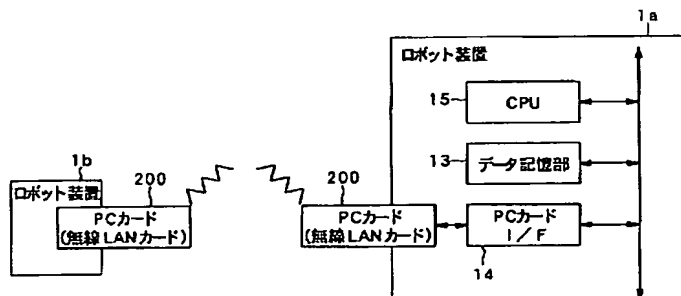 1a
ロボット装置
15
CPU
1b
200
200
13
データ記憶部
ロボット装置
PCカード
(無線LANカード)
PCカード
(無線LANカード)
PCカード
I/F
14